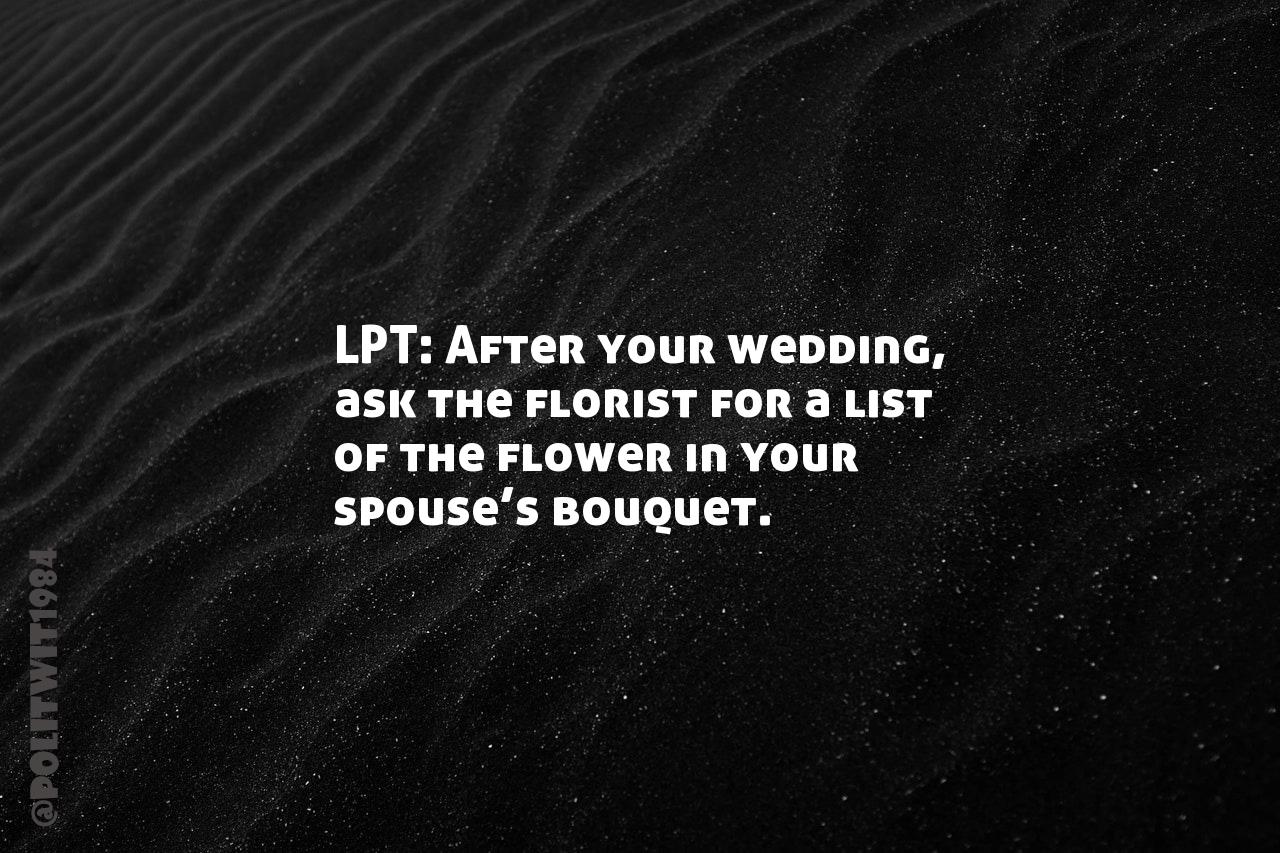 LPT: After your wedding,
ask the florist for a list
of the flower in your
spouse's bouquet.
@politwit1984